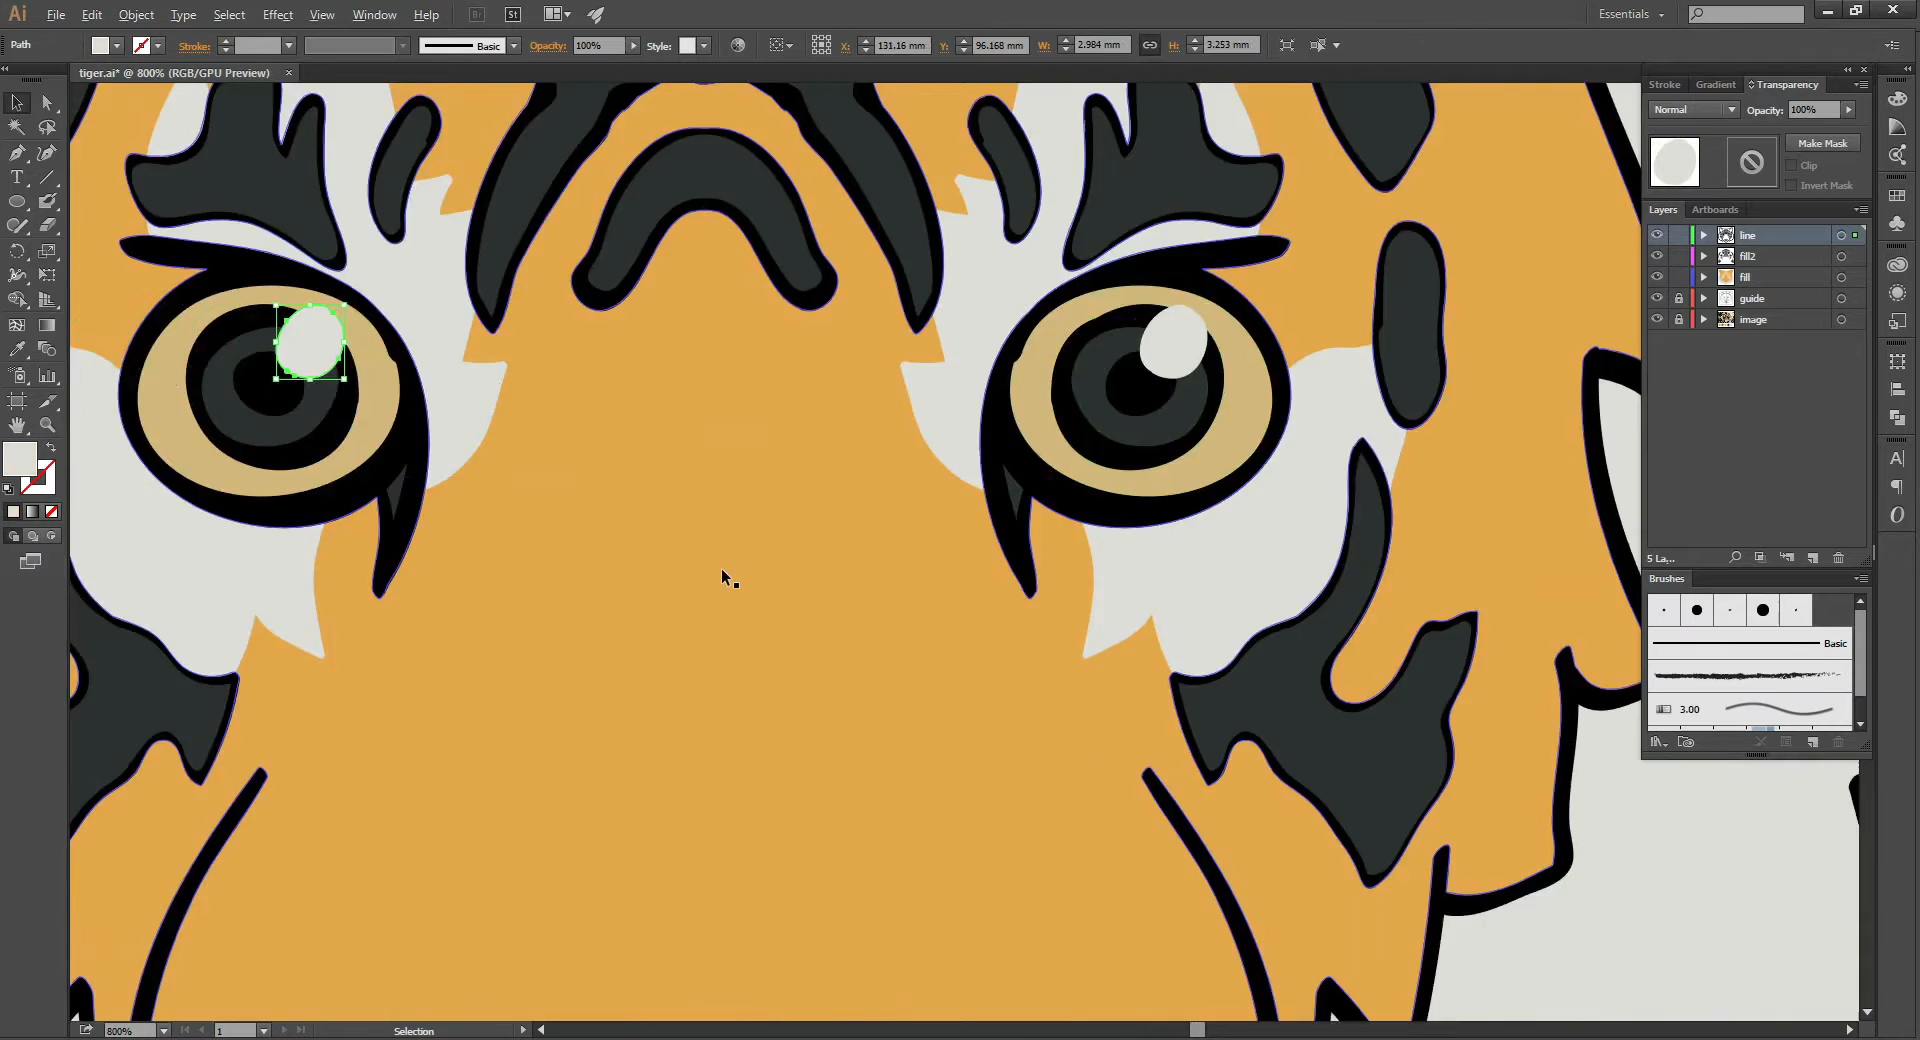 Ai File Edit Object Type Select Effect View Window Help Br St Essentials
Path Stroke: Basic Opacity: 100% Style: X: 131.16 mm Y: 96.168 mm W: 2.984 mm H: 3.253 mm
tiger.ai* @ 800% (RGB/GPU Preview)
Stroke Gradient Transparency
Normal Opacity: 100%
Make Mask
Clip
Invert Mask
Layers Artboards
line
fill2
fill
guide
image
5 La...
Brushes
Basic
3.00
800% 1 Selection